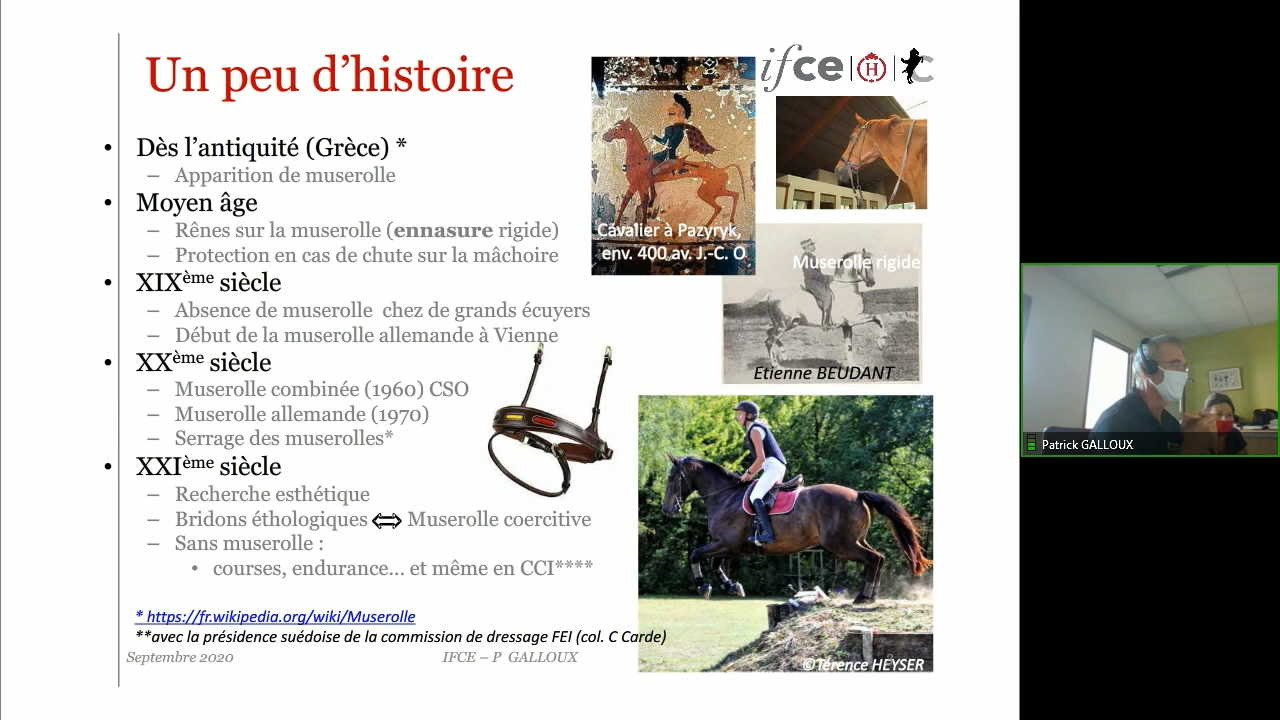 Un peu d’histoire
ifce
H
• Dès l’antiquité (Grèce) *
– Apparition de muserolle
• Moyen âge
– Rênes sur la muserolle (ennasure rigide)
– Protection en cas de chute sur la mâchoire
• XIXème siècle
– Absence de muserolle chez de grands écuyers
– Début de la muserolle allemande à Vienne
• XXème siècle
– Muserolle combinée (1960) CSO
– Muserolle allemande (1970)
– Serrage des muserolles*
• XXIème siècle
– Recherche esthétique
– Bridons éthologiques ⇔ Muserolle coercitive
– Sans muserolle :
• courses, endurance... et même en CCI****
* https://fr.wikipedia.org/wiki/Muserolle
**avec la présidence suédoise de la commission de dressage FEI (col. C Carde)
Septembre 2020
IFCE – P GALLOUX
Cavalier à Pazyryk,
env. 400 av. J.-C. O
Muserolle rigide
Etienne BEUDANT
©Térence HEYSER
Patrick GALLOUX